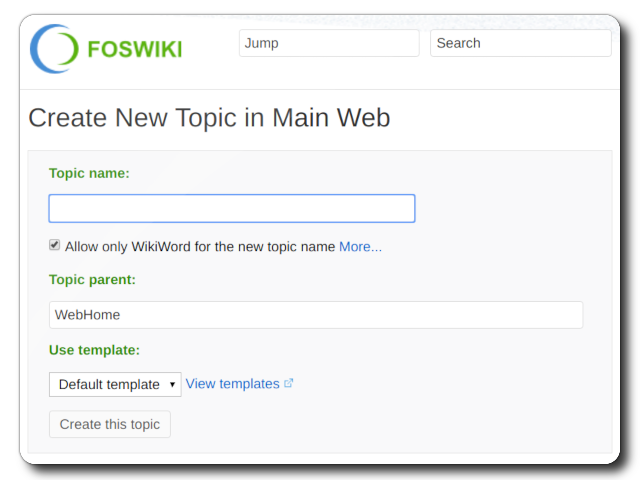 FOSWIKI
Jump
Search
Create New Topic in Main Web
Topic name:
Allow only WikiWord for the new topic name More...
Topic parent:
WebHome
Use template:
Default template View templates
Create this topic